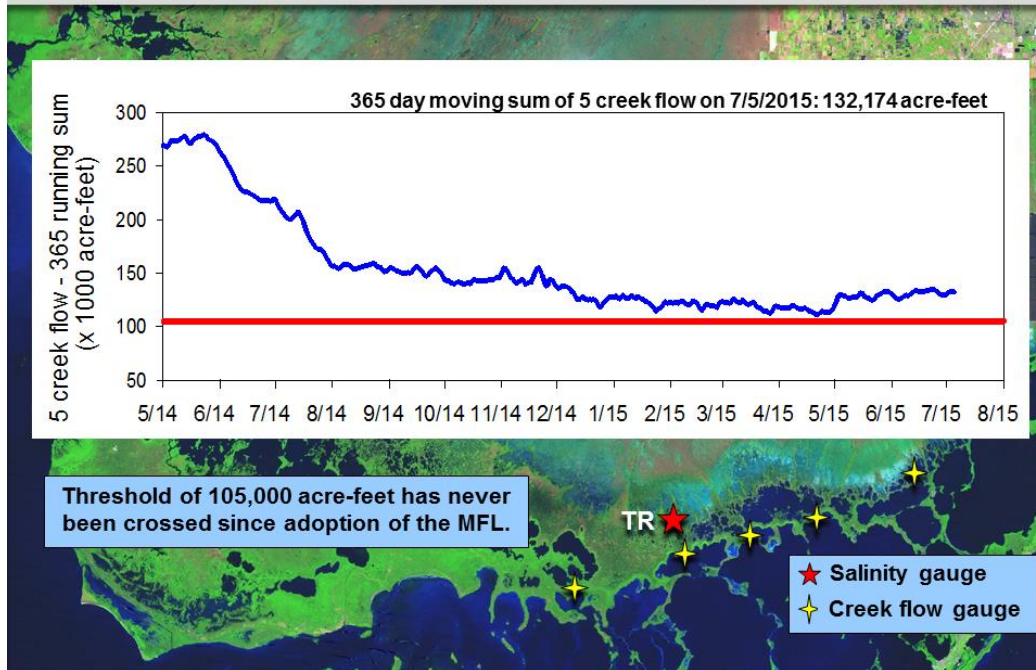 365 day moving sum of 5 creek flow on 7/5/2015: 132,174 acre-feet
5 creek flow - 365 running sum
(x 1000 acre-feet)
300
250
200
150
100
50
5/14 6/14 7/14 8/14 9/14 10/14 11/14 12/14 1/15 2/15 3/15 4/15 5/15 6/15 7/15 8/15
Threshold of 105,000 acre-feet has never
been crossed since adoption of the MFL.
TR
Salinity gauge
Creek flow gauge